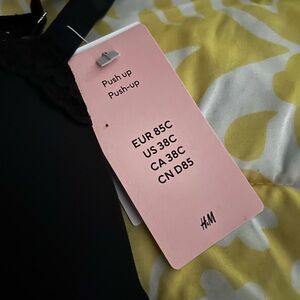 Push up
Push-up
EUR 85C
US 38C
CA 38C
CN D85
H&M